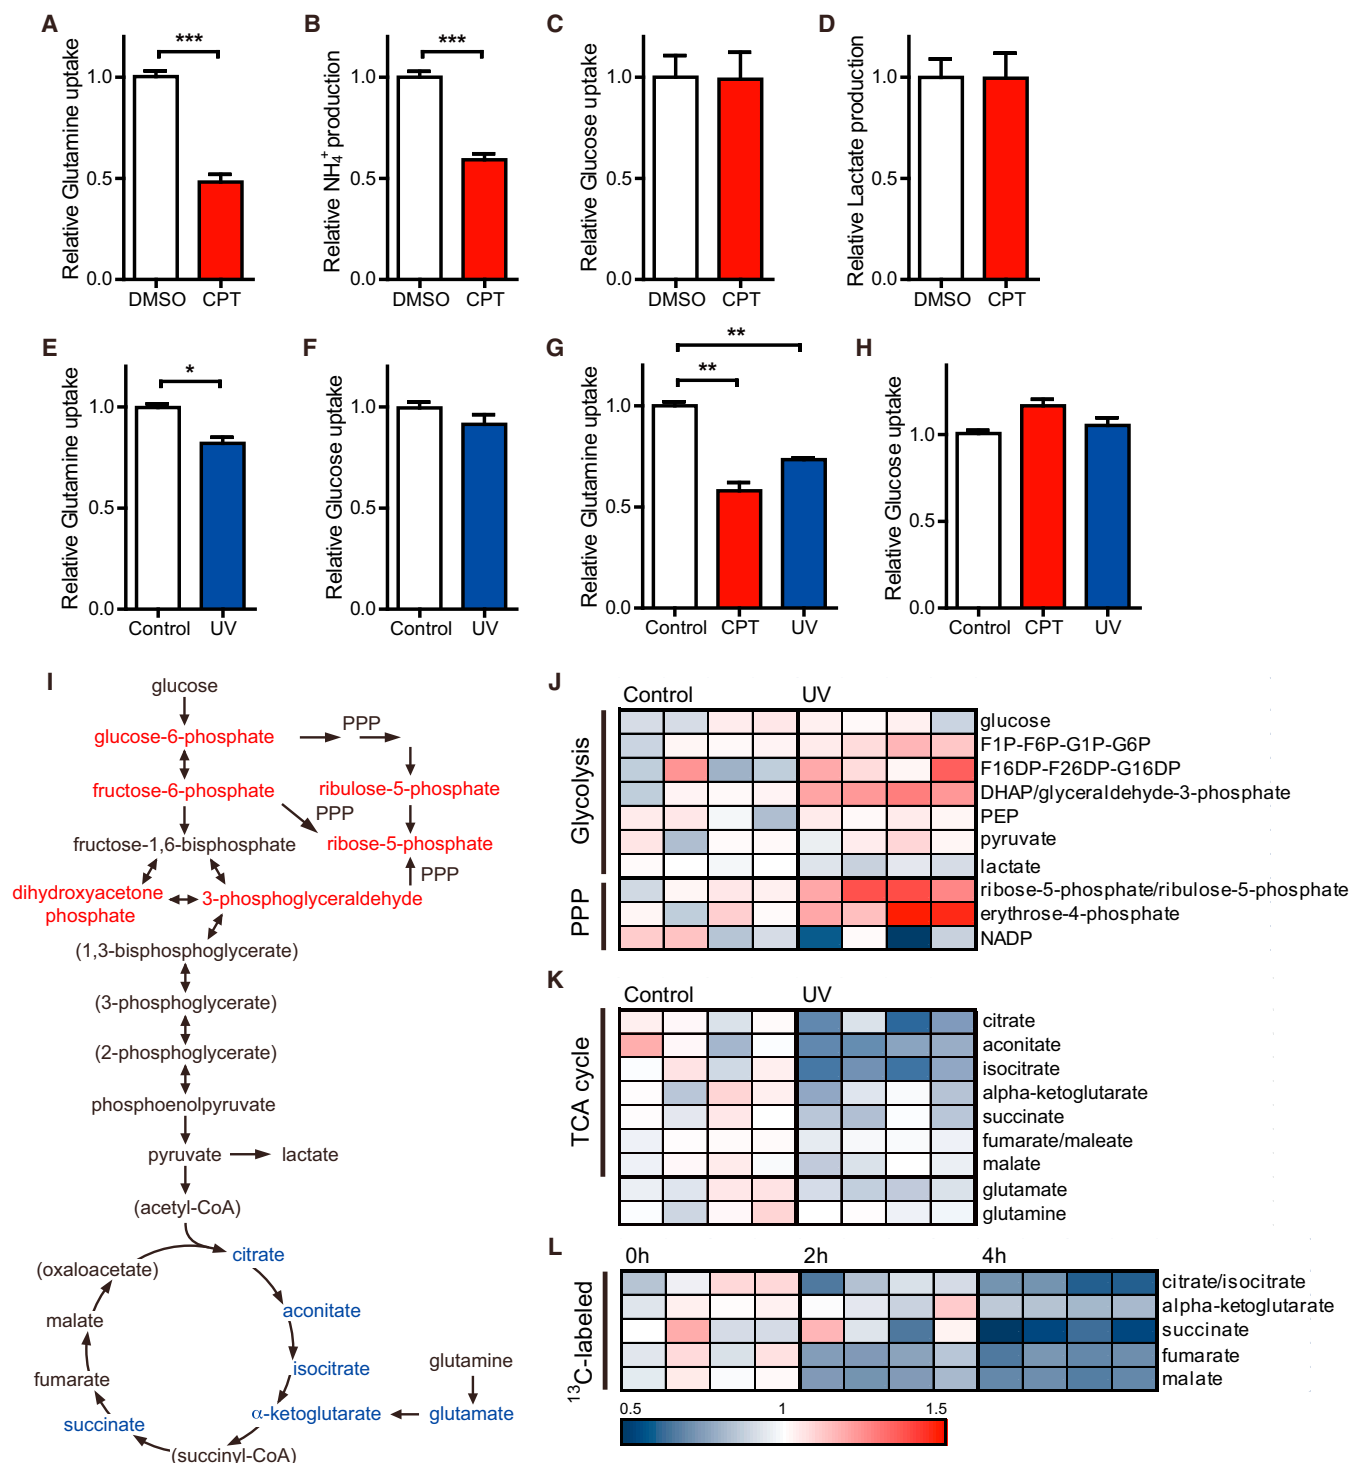 A
Relative Glutamine uptake
***
1.0
0.5
0.0
DMSO CPT
B
Relative NH4+ production
***
1.0
0.5
0.0
DMSO CPT
C
Relative Glucose uptake
1.0
0.5
0.0
DMSO CPT
D
Relative Lactate production
1.0
0.5
0.0
DMSO CPT
E
Relative Glutamine uptake
*
1.0
0.5
0.0
Control UV
F
Relative Glucose uptake
1.0
0.5
0.0
Control UV
G
Relative Glutamine uptake
**
**
1.0
0.5
0.0
Control CPT UV
H
Relative Glucose uptake
1.0
0.5
0.0
Control CPT UV
I
glucose
glucose-6-phosphate
PPP
fructose-6-phosphate
ribulose-5-phosphate
PPP
fructose-1,6-bisphosphate
ribose-5-phosphate
PPP
dihydroxyacetone
phosphate
3-phosphoglyceraldehyde
(1,3-bisphosphoglycerate)
(3-phosphoglycerate)
(2-phosphoglycerate)
phosphoenolpyruvate
pyruvate
lactate
(acetyl-CoA)
citrate
(oxaloacetate)
aconitate
malate
isocitrate
glutamine
fumarate
α-ketoglutarate
glutamate
succinate
(succinyl-CoA)
J
Control UV
Glycolysis
glucose
F1P-F6P-G1P-G6P
F16DP-F26DP-G16DP
DHAP/glyceraldehyde-3-phosphate
PEP
pyruvate
lactate
PPP
ribose-5-phosphate/ribulose-5-phosphate
erythrose-4-phosphate
NADP
K
Control UV
TCA cycle
citrate
aconitate
isocitrate
alpha-ketoglutarate
succinate
fumarate/maleate
malate
glutamate
glutamine
L
0h 2h 4h
13C-labeled
citrate/isocitrate
alpha-ketoglutarate
succinate
fumarate
malate
0.5 1 1.5